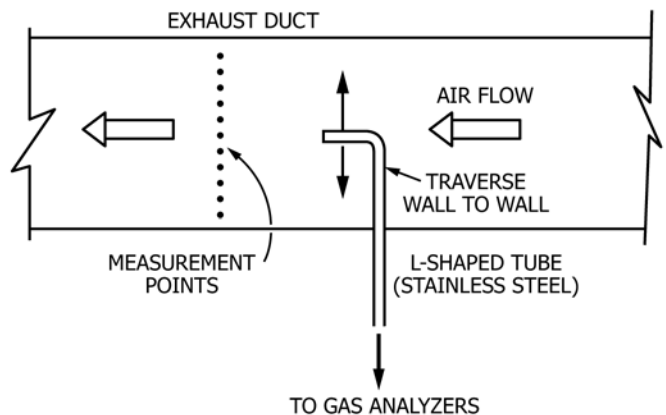 EXHAUST DUCT
AIR FLOW
TRAVERSE
WALL TO WALL
MEASUREMENT
POINTS
L-SHAPED TUBE
(STAINLESS STEEL)
TO GAS ANALYZERS